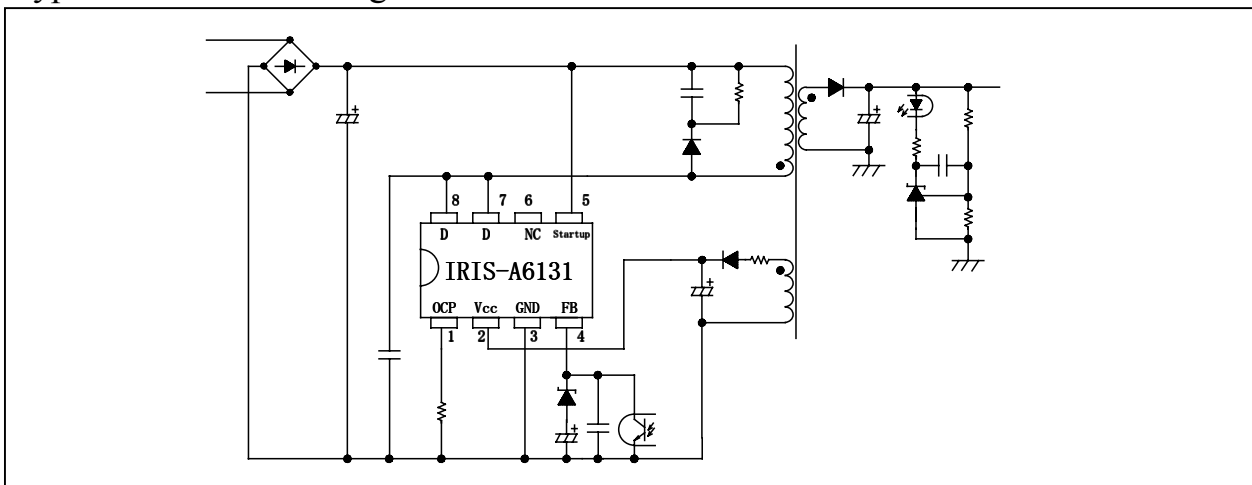 +
+
+
8 7 6 5
D D NC Startup
IRIS-A6131
OCP Vcc GND FB
1 2 3 4
+
+